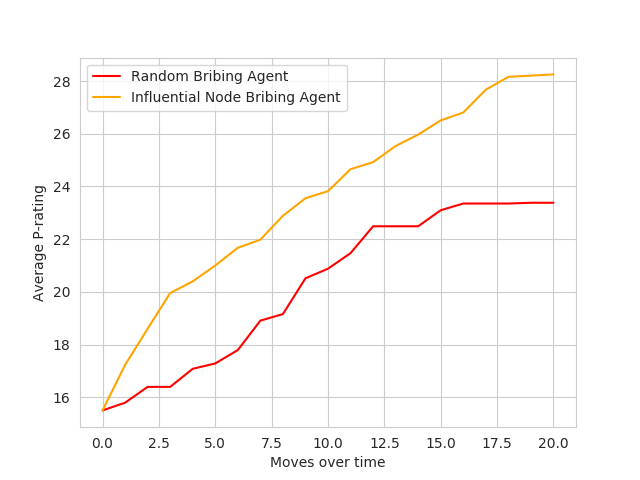 Random Bribing Agent
Influential Node Bribing Agent
28
26
24
22
20
18
16
Average P-rating
0.0 2.5 5.0 7.5 10.0 12.5 15.0 17.5 20.0
Moves over time